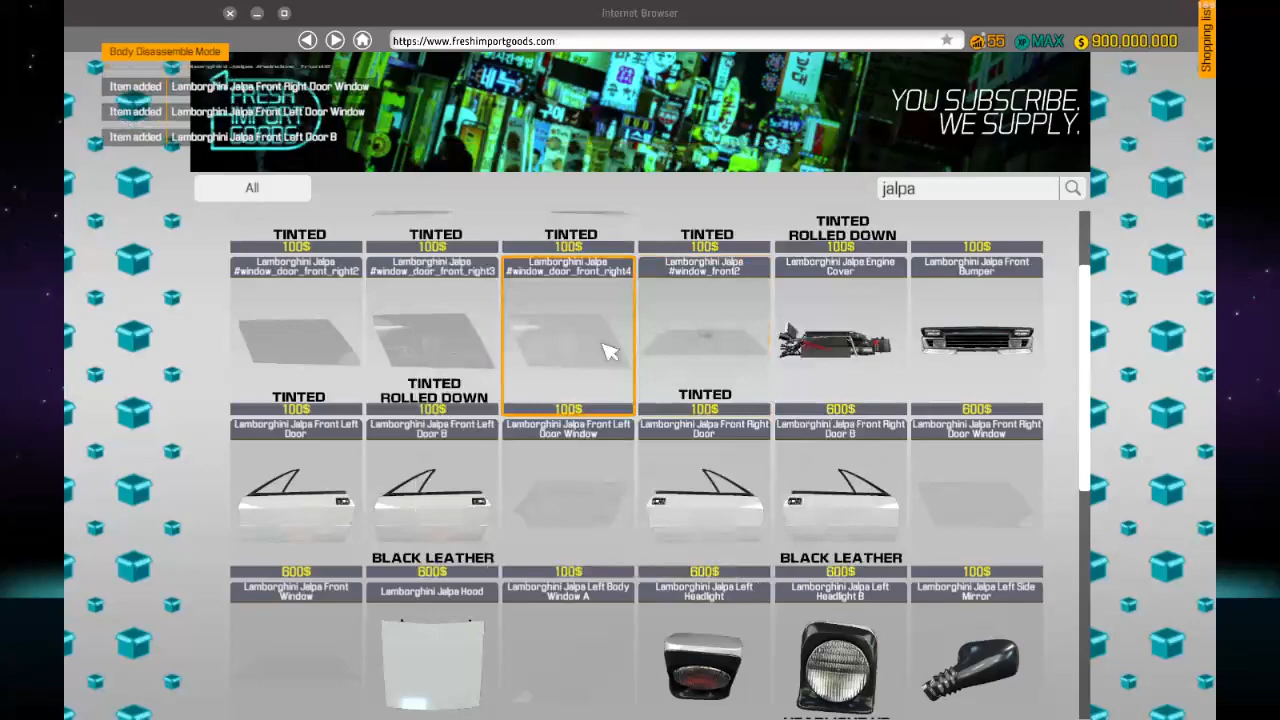 Internet Browser
https://www.freshimportgoods.com
55
XP MAX
$ 900,000,000
Shopping list
Body Disassemble Mode
Item added Lamborghini Jalpa Front Right Door Window
Item added Lamborghini Jalpa Front Left Door Window
Item added Lamborghini Jalpa Front Left Door B
FRESH
IMPORT
GOODS
YOU SUBSCRIBE.
WE SUPPLY.
All
jalpa
TINTED
TINTED
TINTED
TINTED
TINTED
ROLLED DOWN
100$
100$
100$
100$
100$
100$
Lamborghini Jalpa
#window_door_front_right2
Lamborghini Jalpa
#window_door_front_right3
Lamborghini Jalpa
#window_door_front_right4
Lamborghini Jalpa
#window_front2
Lamborghini Jalpa Engine
Cover
Lamborghini Jalpa Front
Bumper
TINTED
TINTED
ROLLED DOWN
TINTED
100$
100$
100$
100$
600$
600$
Lamborghini Jalpa Front Left
Door
Lamborghini Jalpa Front Left
Door B
Lamborghini Jalpa Front Left
Door Window
Lamborghini Jalpa Front Right
Door
Lamborghini Jalpa Front Right
Door B
Lamborghini Jalpa Front Right
Door Window
BLACK LEATHER
BLACK LEATHER
600$
600$
100$
600$
600$
100$
Lamborghini Jalpa Front
Window
Lamborghini Jalpa Hood
Lamborghini Jalpa Left Body
Window A
Lamborghini Jalpa Left
Headlight
Lamborghini Jalpa Left
Headlight B
Lamborghini Jalpa Left Side
Mirror